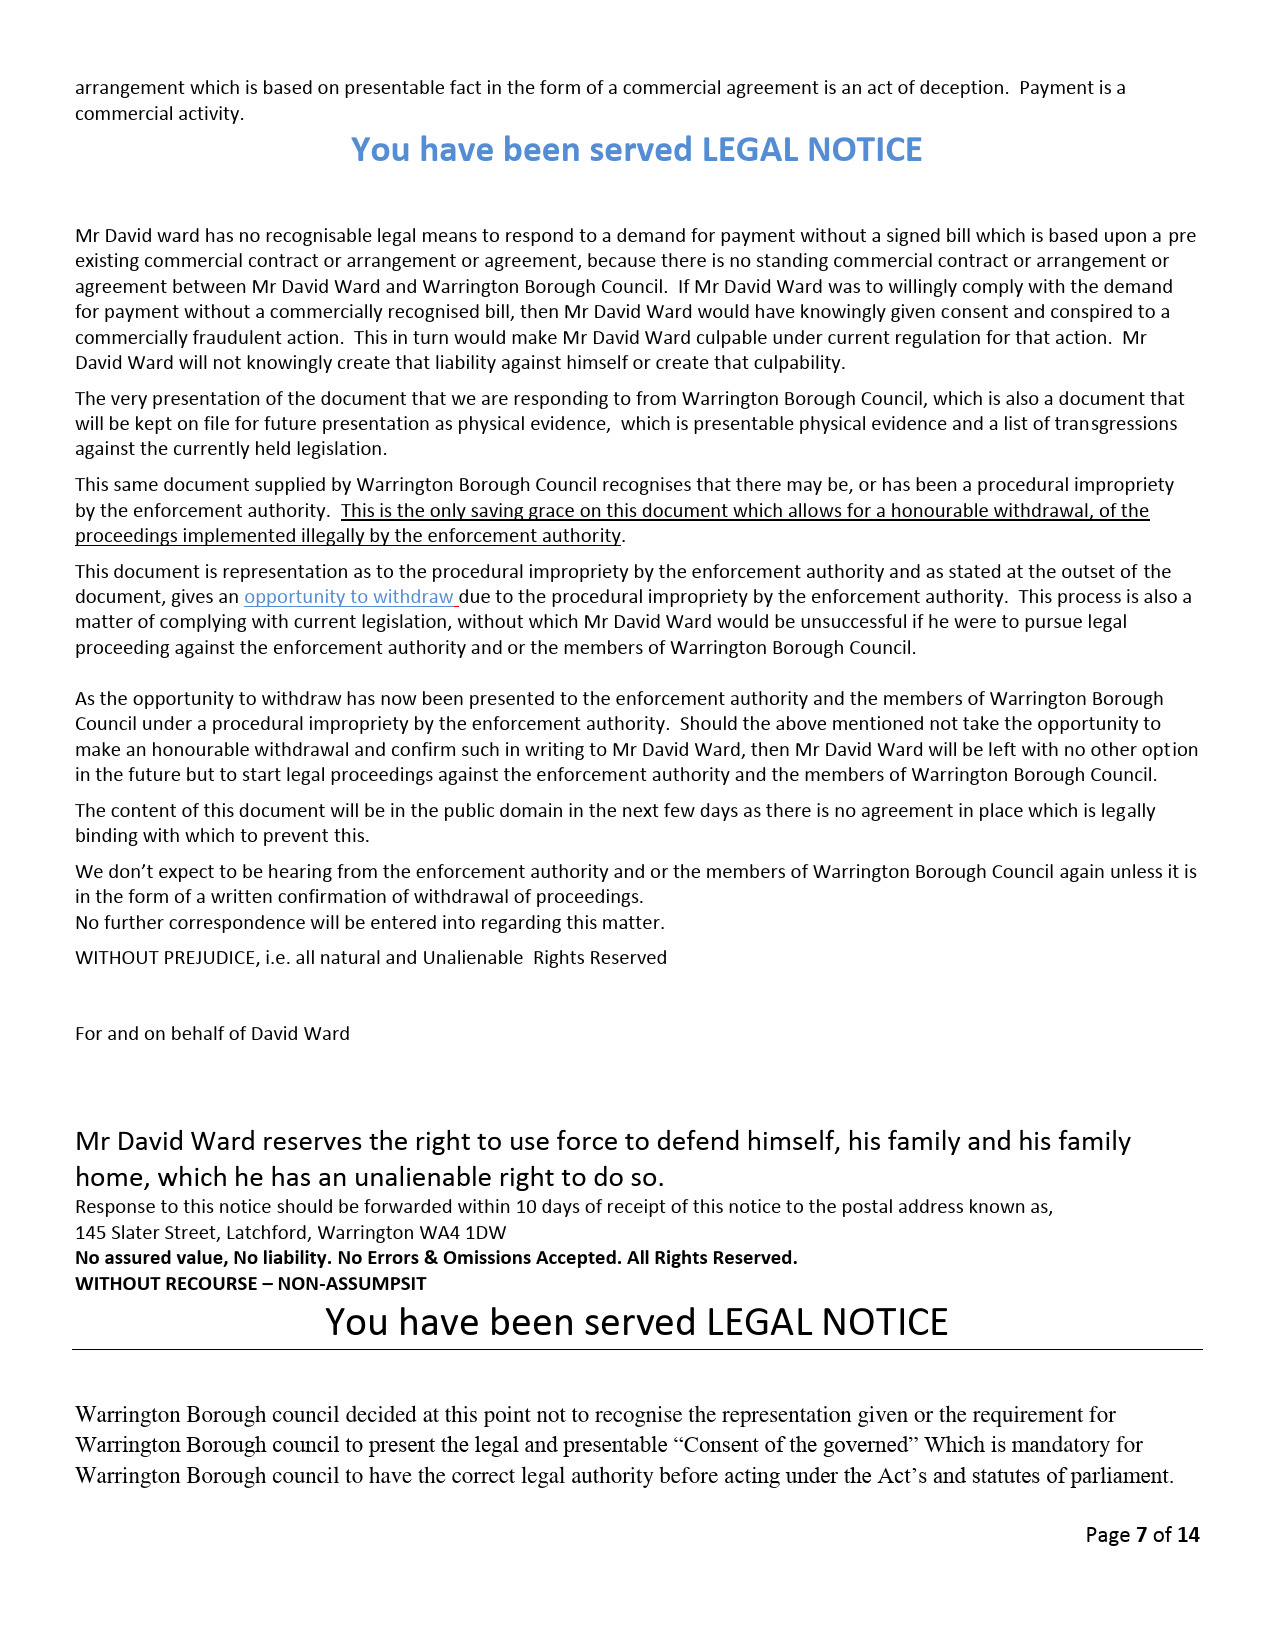 arrangement which is based on presentable fact in the form of a commercial agreement is an act of deception.  Payment is a
commercial activity.
You have been served LEGAL NOTICE
Mr David ward has no recognisable legal means to respond to a demand for payment without a signed bill which is based upon a pre
existing commercial contract or arrangement or agreement, because there is no standing commercial contract or arrangement or
agreement between Mr David Ward and Warrington Borough Council.  If Mr David Ward was to willingly comply with the demand
for payment without a commercially recognised bill, then Mr David Ward would have knowingly given consent and conspired to a
commercially fraudulent action.  This in turn would make Mr David Ward culpable under current regulation for that action.  Mr
David Ward will not knowingly create that liability against himself or create that culpability.
The very presentation of the document that we are responding to from Warrington Borough Council, which is also a document that
will be kept on file for future presentation as physical evidence,  which is presentable physical evidence and a list of transgressions
against the currently held legislation.
This same document supplied by Warrington Borough Council recognises that there may be, or has been a procedural impropriety
by the enforcement authority.  This is the only saving grace on this document which allows for a honourable withdrawal, of the
proceedings implemented illegally by the enforcement authority.
This document is representation as to the procedural impropriety by the enforcement authority and as stated at the outset of the
document, gives an opportunity to withdraw due to the procedural impropriety by the enforcement authority.  This process is also a
matter of complying with current legislation, without which Mr David Ward would be unsuccessful if he were to pursue legal
proceeding against the enforcement authority and or the members of Warrington Borough Council.
As the opportunity to withdraw has now been presented to the enforcement authority and the members of Warrington Borough
Council under a procedural impropriety by the enforcement authority.  Should the above mentioned not take the opportunity to
make an honourable withdrawal and confirm such in writing to Mr David Ward, then Mr David Ward will be left with no other option
in the future but to start legal proceedings against the enforcement authority and the members of Warrington Borough Council.
The content of this document will be in the public domain in the next few days as there is no agreement in place which is legally
binding with which to prevent this.
We don’t expect to be hearing from the enforcement authority and or the members of Warrington Borough Council again unless it is
in the form of a written confirmation of withdrawal of proceedings.
No further correspondence will be entered into regarding this matter.
WITHOUT PREJUDICE, i.e. all natural and Unalienable  Rights Reserved
For and on behalf of David Ward
Mr David Ward reserves the right to use force to defend himself, his family and his family
home, which he has an unalienable right to do so.
Response to this notice should be forwarded within 10 days of receipt of this notice to the postal address known as,
145 Slater Street, Latchford, Warrington WA4 1DW
No assured value, No liability. No Errors & Omissions Accepted. All Rights Reserved.
WITHOUT RECOURSE – NON-ASSUMPSIT
You have been served LEGAL NOTICE
Warrington Borough council decided at this point not to recognise the representation given or the requirement for
Warrington Borough council to present the legal and presentable “Consent of the governed” Which is mandatory for
Warrington Borough council to have the correct legal authority before acting under the Act’s and statutes of parliament.
Page 7 of 14